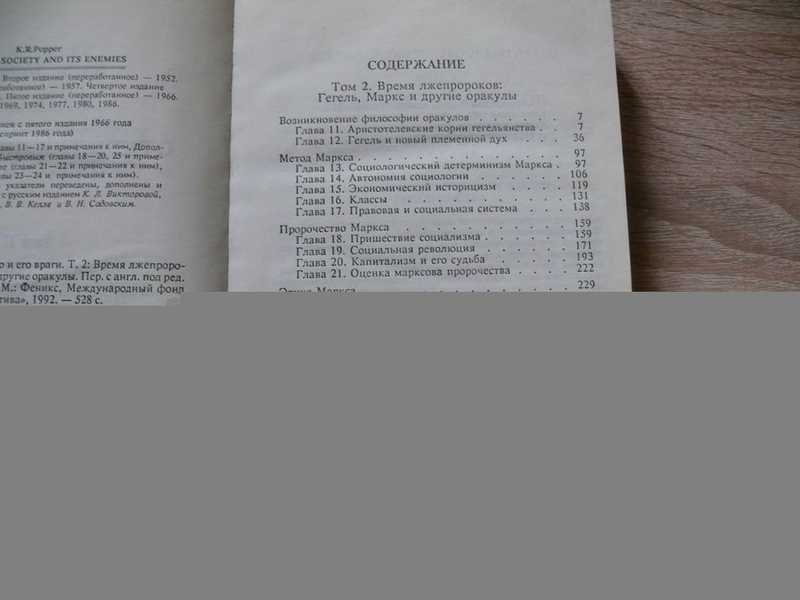 K.R.Popper
SOCIETY AND ITS ENEMIES
Второе издание (переработанное) — 1952.
1957. Четвертое издание
Пятое издание (переработанное) — 1966.
1969, 1974, 1977, 1980, 1986.
с пятого издания 1966 года
1986 года)
11—17 и примечания к ним, Допол-
(главы 18—20, 25 и приме-
(главы 21—22 и примечания к ним),
23—24 и примечания к ним).
указатели переведены, дополнены и
с русским изданием К. Л. Викторовой,
В. В. Келле и В. Н. Садовским.
о и его враги. Т. 2: Время лжепроро-
другие оракулы. Пер. с англ. под ред.
М.: Феникс, Международный фонд
тива», 1992. — 528 с.
СОДЕРЖАНИЕ
Том 2. Время лжепророков:
Гегель, Маркс и другие оракулы
Возникновение философии оракулов . . . . . . 7
Глава 11. Аристотелевские корни гегельянства . . 7
Глава 12. Гегель и новый племенной дух . . . 36
Метод Маркса . . . . . . . . . . . . . 97
Глава 13. Социологический детерминизм Маркса . 97
Глава 14. Автономия социологии . . . . . . 106
Глава 15. Экономический историцизм . . . . 119
Глава 16. Классы . . . . . . . . . . 131
Глава 17. Правовая и социальная система . . . 138
Пророчество Маркса . . . . . . . . . . 159
Глава 18. Пришествие социализма . . . . . . 159
Глава 19. Социальная революция . . . . . 171
Глава 20. Капитализм и его судьба . . . . . 193
Глава 21. Оценка марксова пророчества . . . . 222
Этика Маркса . . . . . . . . . . . 229